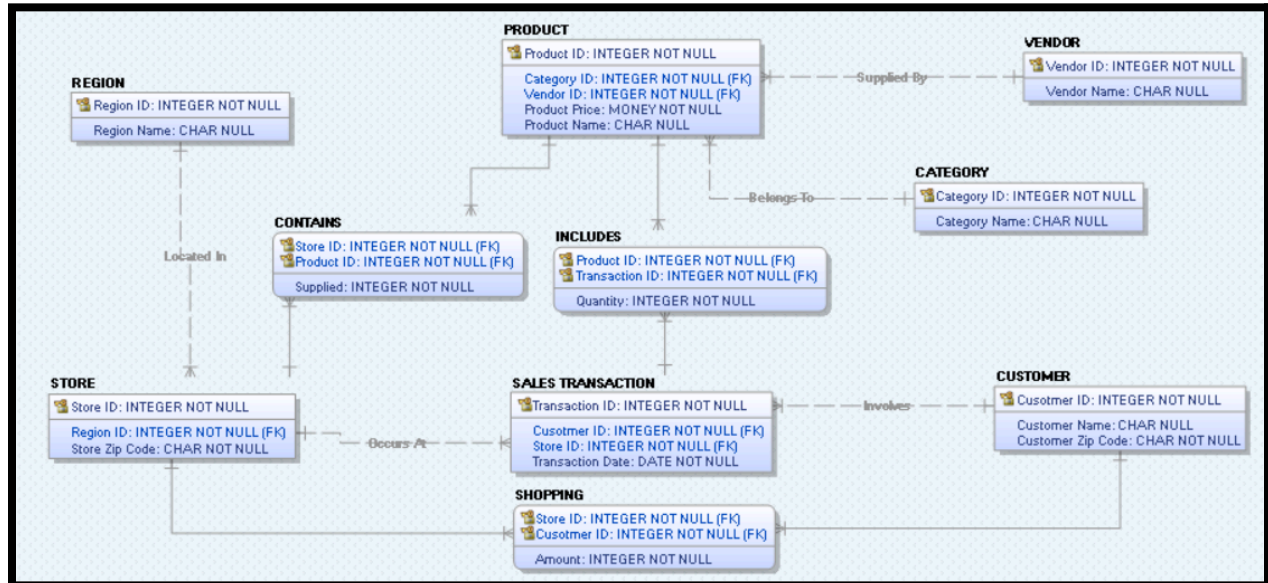 PRODUCT
Product ID: INTEGER NOT NULL
Category ID: INTEGER NOT NULL (FK)
Vendor ID: INTEGER NOT NULL (FK)
Product Price: MONEY NOT NULL
Product Name: CHAR NULL
Supplied By
VENDOR
Vendor ID: INTEGER NOT NULL
Vendor Name: CHAR NULL
REGION
Region ID: INTEGER NOT NULL
Region Name: CHAR NULL
Belongs To
CATEGORY
Category ID: INTEGER NOT NULL
Category Name: CHAR NULL
Located In
CONTAINS
Store ID: INTEGER NOT NULL (FK)
Product ID: INTEGER NOT NULL (FK)
Supplied: INTEGER NOT NULL
INCLUDES
Product ID: INTEGER NOT NULL (FK)
Transaction ID: INTEGER NOT NULL (FK)
Quantity: INTEGER NOT NULL
STORE
Store ID: INTEGER NOT NULL
Region ID: INTEGER NOT NULL (FK)
Store Zip Code: CHAR NOT NULL
Occurs At
SALES TRANSACTION
Transaction ID: INTEGER NOT NULL
Cusotmer ID: INTEGER NOT NULL (FK)
Store ID: INTEGER NOT NULL (FK)
Transaction Date: DATE NOT NULL
Involves
CUSTOMER
Cusotmer ID: INTEGER NOT NULL
Customer Name: CHAR NULL
Customer Zip Code: CHAR NOT NULL
SHOPPING
Store ID: INTEGER NOT NULL (FK)
Cusotmer ID: INTEGER NOT NULL (FK)
Amount: INTEGER NOT NULL